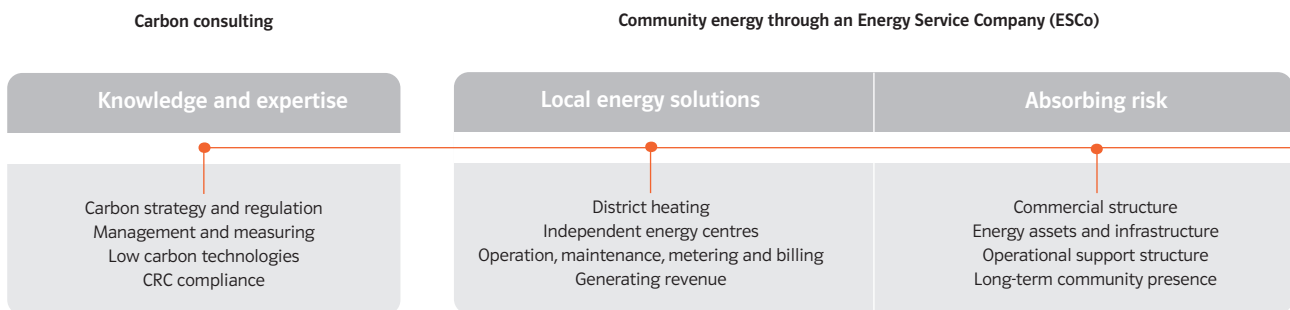 Carbon consulting
Community energy through an Energy Service Company (ESCo)
Knowledge and expertise
Local energy solutions
Absorbing risk
Carbon strategy and regulation
Management and measuring
Low carbon technologies
CRC compliance
District heating
Independent energy centres
Operation, maintenance, metering and billing
Generating revenue
Commercial structure
Energy assets and infrastructure
Operational support structure
Long-term community presence